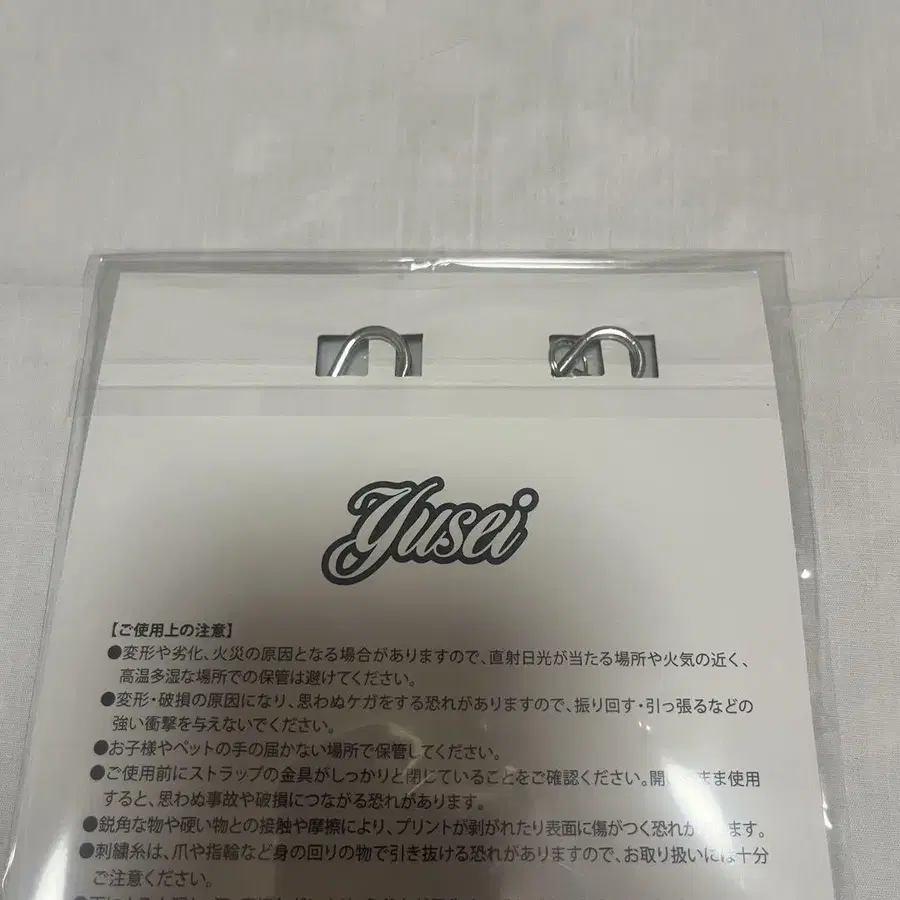 Yusei
【ご使用上の注意】
●変形や劣化、火災の原因となる場合がありますので、直射日光が当たる場所や火気の近く、
高温多湿な場所での保管は避けてください。
●変形・破損の原因になり、思わぬケガをする恐れがありますので、振り回す・引っ張るなどの
強い衝撃を与えないでください。
●お子様やペットの手の届かない場所で保管してください。
●ご使用前にストラップの金具がしっかりと閉じていることをご確認ください。開 まま使用
すると、思わぬ事故や破損につながる恐れがあります。
●鋭角な物や硬い物との接触や摩擦により、プリントが剥がれたり表面に傷がつく恐れが ます。
●刺繍糸は、爪や指輪など身の回りの物で引き抜ける恐れがありますので、お取り扱いには十分
ご注意ください。